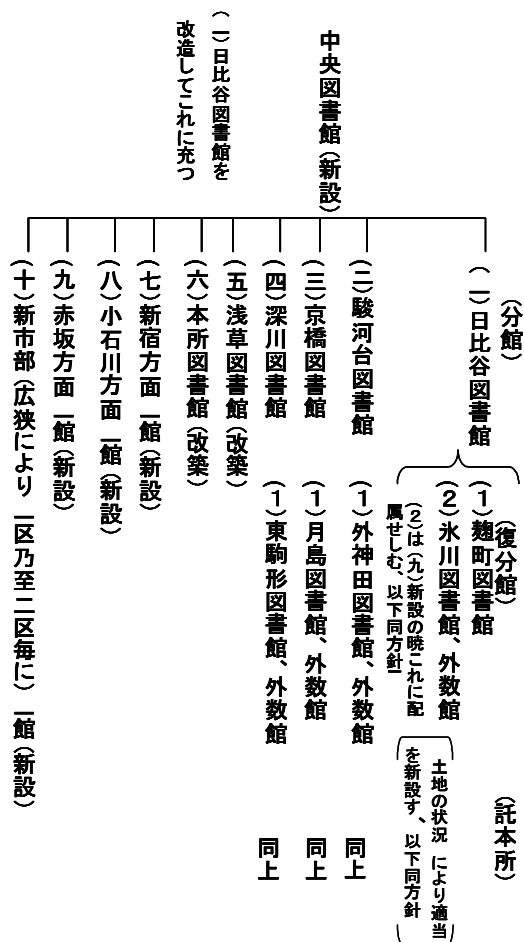 中央図書館（新設）
（一）日比谷図書館を
改造してこれに充つ
（分館）
（復分館）
（託本所）
（一）日比谷図書館
（１）麹町図書館
（２）氷川図書館、外数館
（２）は（九）新設の暁これに配
属せしむ、以下同方針
土地の状況 により適当
を新設す、以下同方針
（二）駿河台図書館
（１）外神田図書館、外数館
同上
（三）京橋図書館
（１）月島図書館、外数館
同上
（四）深川図書館
（１）東駒形図書館、外数館
同上
（五）浅草図書館（改築）
（六）本所図書館（改築）
（七）新宿方面 一館（新設）
（八）小石川方面 一館（新設）
（九）赤坂方面 一館（新設）
（十）新市部（広狭により 一区乃至二区毎に） 一館（新設）